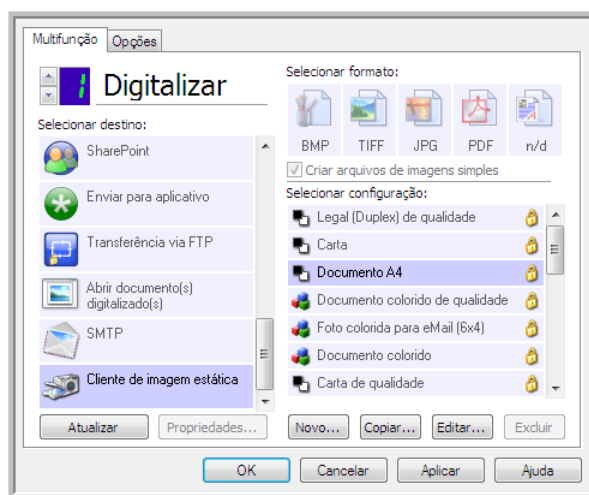 Multifunção
Opções
1
Digitalizar
Selecionar destino:
SharePoint
Enviar para aplicativo
Transferência via FTP
Abrir documento(s)
digitalizado(s)
SMTP
Cliente de imagem estática
Atualizar
Propriedades...
Selecionar formato:
BMP
TIFF
JPG
PDF
n/d
Criar arquivos de imagens simples
Selecionar configuração:
Legal (Duplex) de qualidade
Carta
Documento A4
Documento colorido de qualidade
Foto colorida para eMail (6x4)
Documento colorido
Carta de qualidade
Novo...
Copiar...
Editar...
Excluir
OK
Cancelar
Aplicar
Ajuda